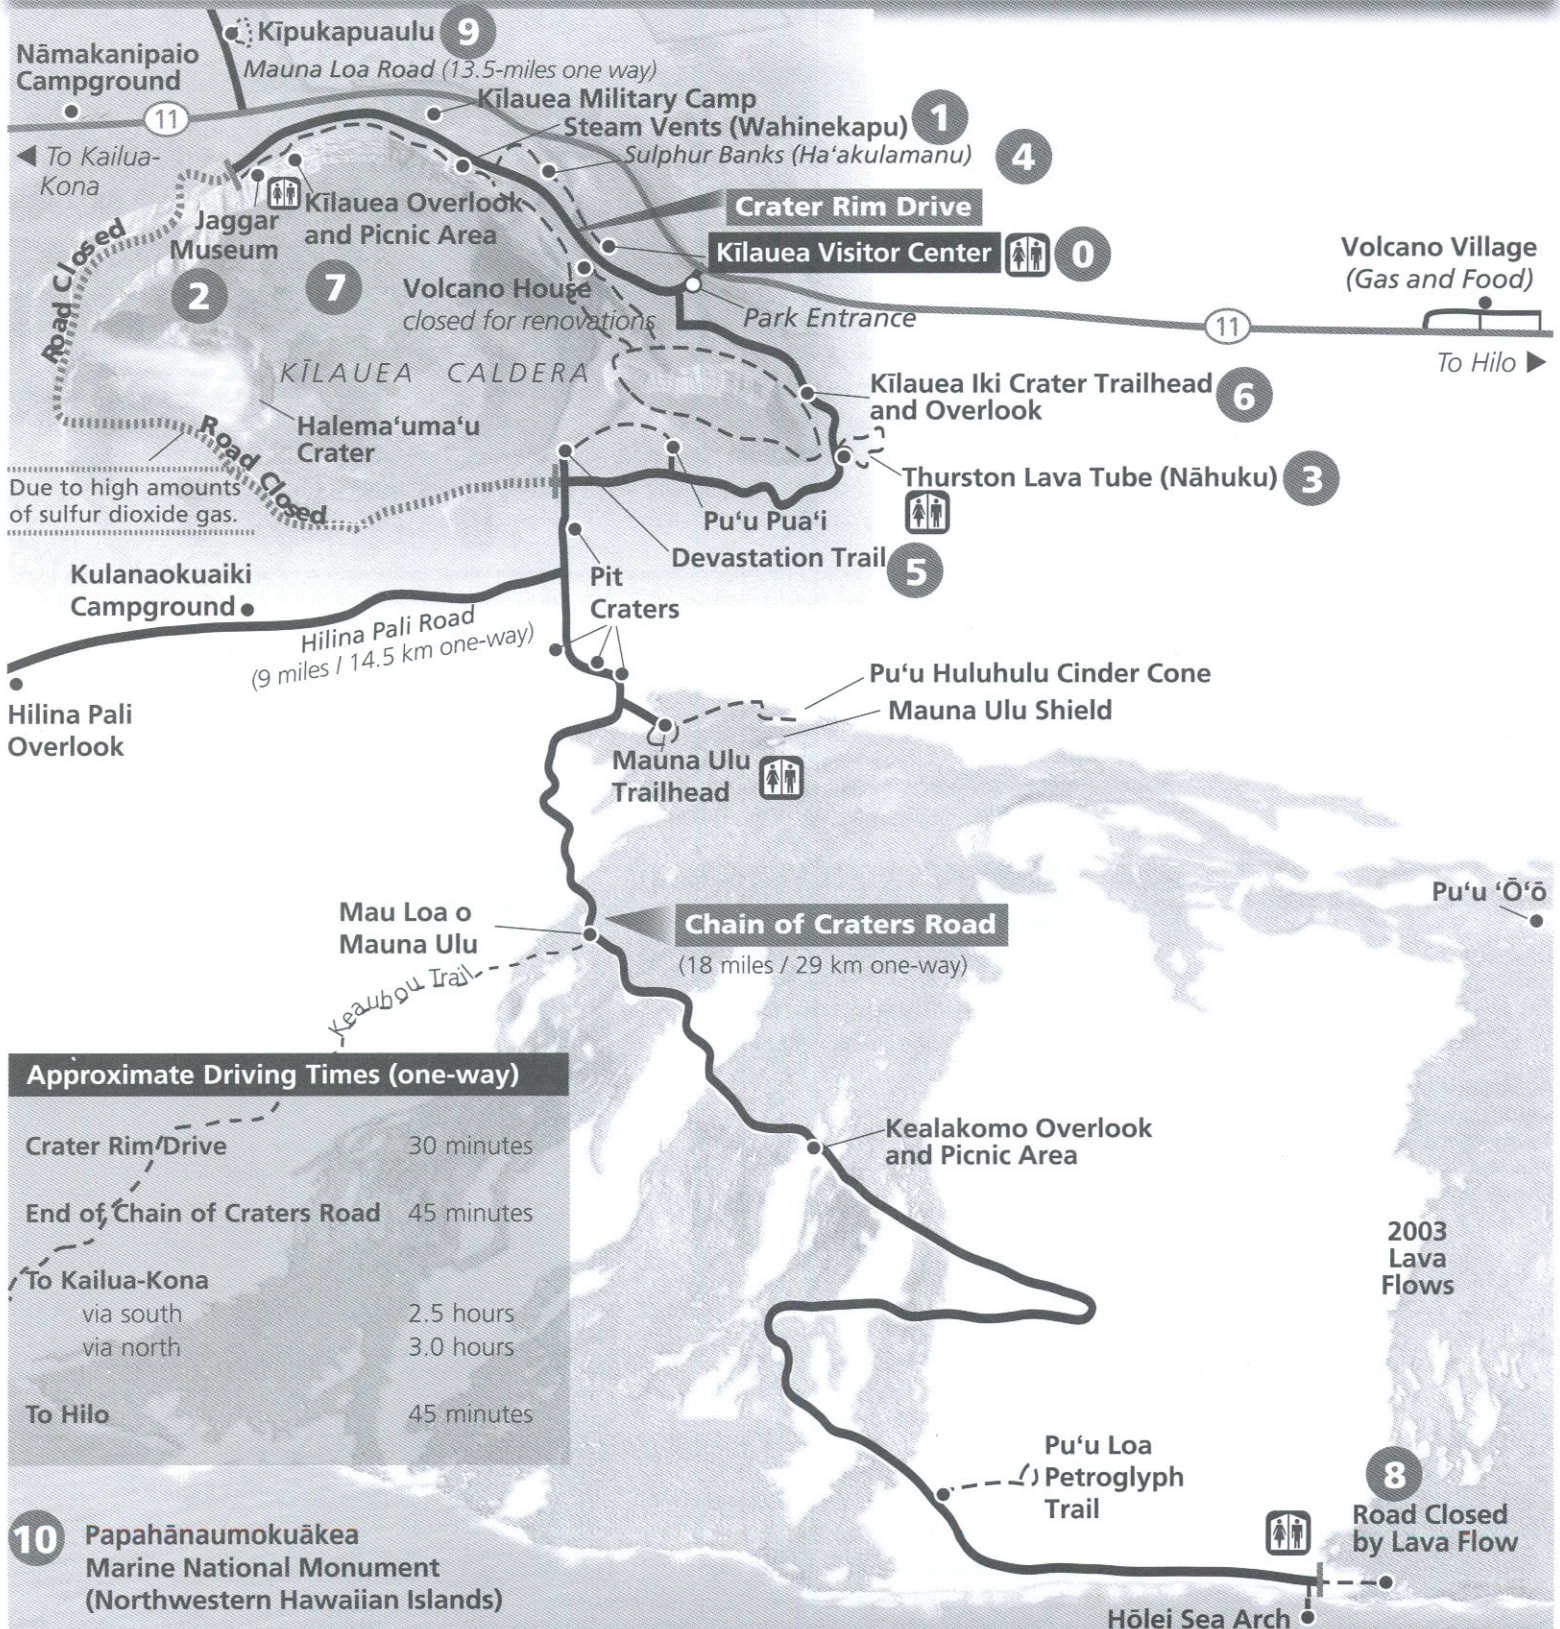 Kīpukapuaulu 9
Mauna Loa Road (13.5-miles one way)
Nāmakanipaio
Campground
11
◀ To Kailua-
Kona
Kīlauea Military Camp
Steam Vents (Wahinekapu) 1
Sulphur Banks (Ha'akulamanu) 4
Crater Rim Drive
Kīlauea Visitor Center 0
Jaggar
Museum
2
Kīlauea Overlook
and Picnic Area
7
Volcano House
closed for renovations
Park Entrance
Volcano Village
(Gas and Food)
11
To Hilo ▶
Road Closed
KĪLAUEA CALDERA
Kīlauea Iki Crater Trailhead
and Overlook
6
Halema‘uma‘u
Crater
Road Closed
Due to high amounts
of sulfur dioxide gas.
Thurston Lava Tube (Nāhuku) 3
Pu‘u Pua‘i
Devastation Trail 5
Pit
Craters
Kulanaokuaiki
Campground
Hilina Pali Road
(9 miles / 14.5 km one-way)
Hilina Pali
Overlook
Pu‘u Huluhulu Cinder Cone
Mauna Ulu Shield
Mauna Ulu
Trailhead
Pu‘u ‘Ō‘ō
Mau Loa o
Mauna Ulu
Chain of Craters Road
(18 miles / 29 km one-way)
Keauhou Trail
Approximate Driving Times (one-way)
Crater Rim Drive 30 minutes
End of Chain of Craters Road 45 minutes
To Kailua-Kona
via south 2.5 hours
via north 3.0 hours
To Hilo 45 minutes
Kealakomo Overlook
and Picnic Area
2003
Lava
Flows
Pu‘u Loa
Petroglyph
Trail
8
Road Closed
by Lava Flow
Hōlei Sea Arch
10 Papahānaumokuākea
Marine National Monument
(Northwestern Hawaiian Islands)